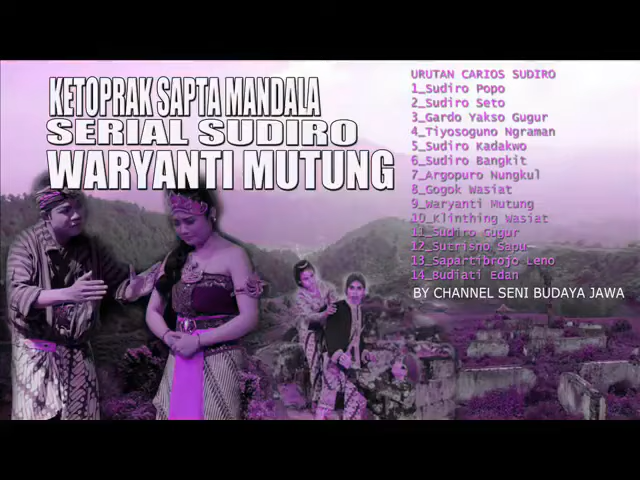 KETOPRAK SAPTA MANDALA
SERIAL SUDIRO
WARYANTI MUTUNG
URUTAN CARIOS SUDIRO
1_Sudiro Popo
2_Sudiro Seto
3_Gardo Yakso Gugur
4_Tiyosoguno Ngraman
5_Sudiro Kadakwo
6_Sudiro Bangkit
7_Argopuro Nungkul
8_Gogok Wasiat
9_Waryanti Mutung
10_Klinthing Wasiat
11_Sudiro Gugur
12_Sutrisno Sapu
13_Sapartibrojo Leno
14_Budiati Edan
BY CHANNEL SENI BUDAYA JAWA